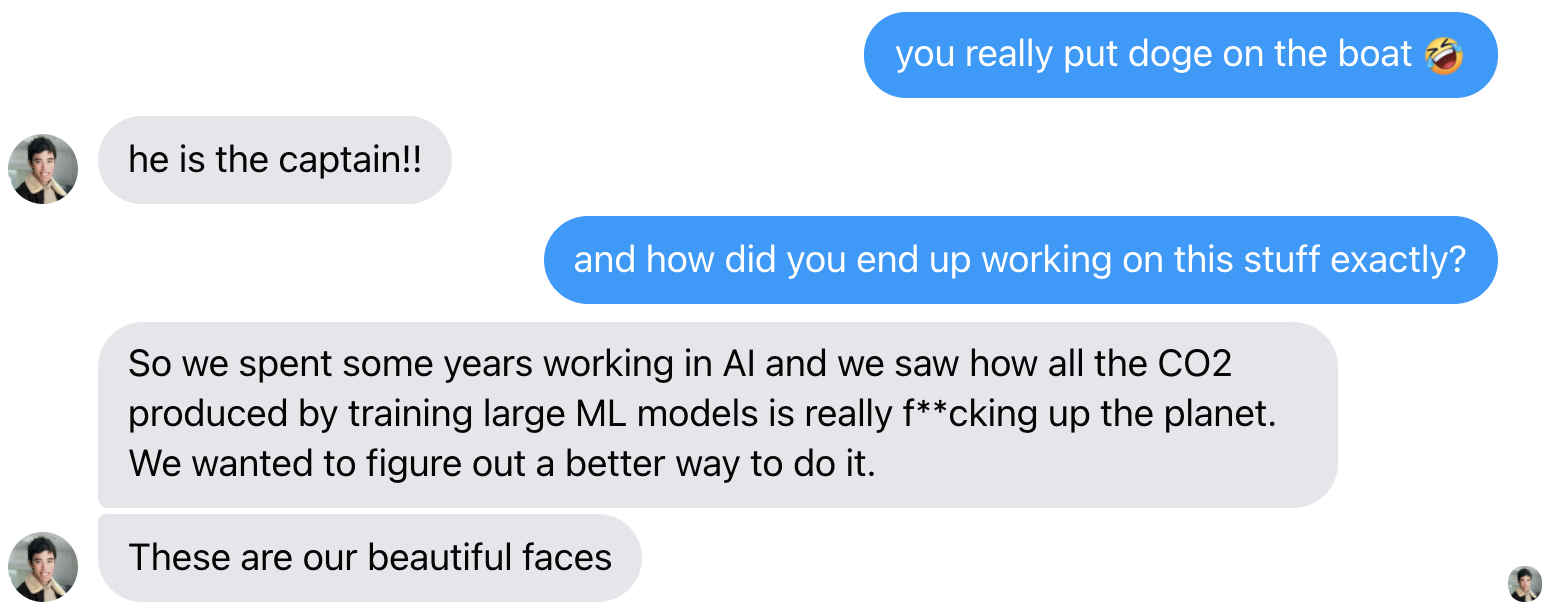 you really put doge on the boat 🤣
he is the captain!!
and how did you end up working on this stuff exactly?
So we spent some years working in AI and we saw how all the CO2
produced by training large ML models is really f**cking up the planet.
We wanted to figure out a better way to do it.
These are our beautiful faces